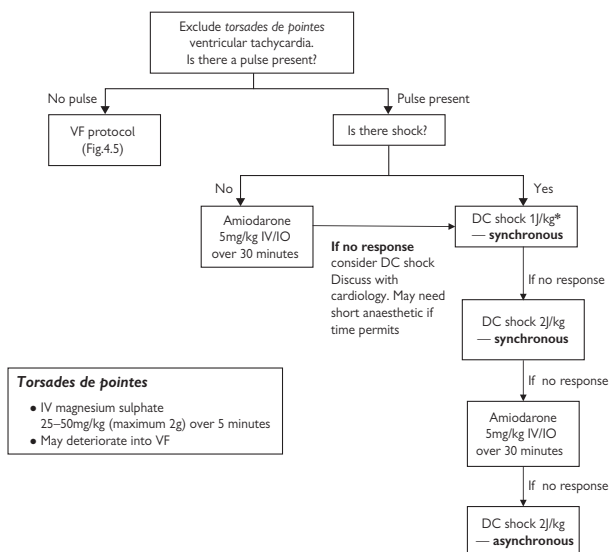 Exclude torsades de pointes
ventricular tachycardia.
Is there a pulse present?
No pulse
Pulse present
VF protocol
(Fig.4.5)
Is there shock?
No
Yes
Amiodarone
5mg/kg IV/IO
over 30 minutes
If no response
consider DC shock
Discuss with
cardiology. May need
short anaesthetic if
time permits
DC shock 1J/kg*
— synchronous
If no response
DC shock 2J/kg
— synchronous
If no response
Torsades de pointes
● IV magnesium sulphate
25–50mg/kg (maximum 2g) over 5 minutes
● May deteriorate into VF
Amiodarone
5mg/kg IV/IO
over 30 minutes
If no response
DC shock 2J/kg
— asynchronous